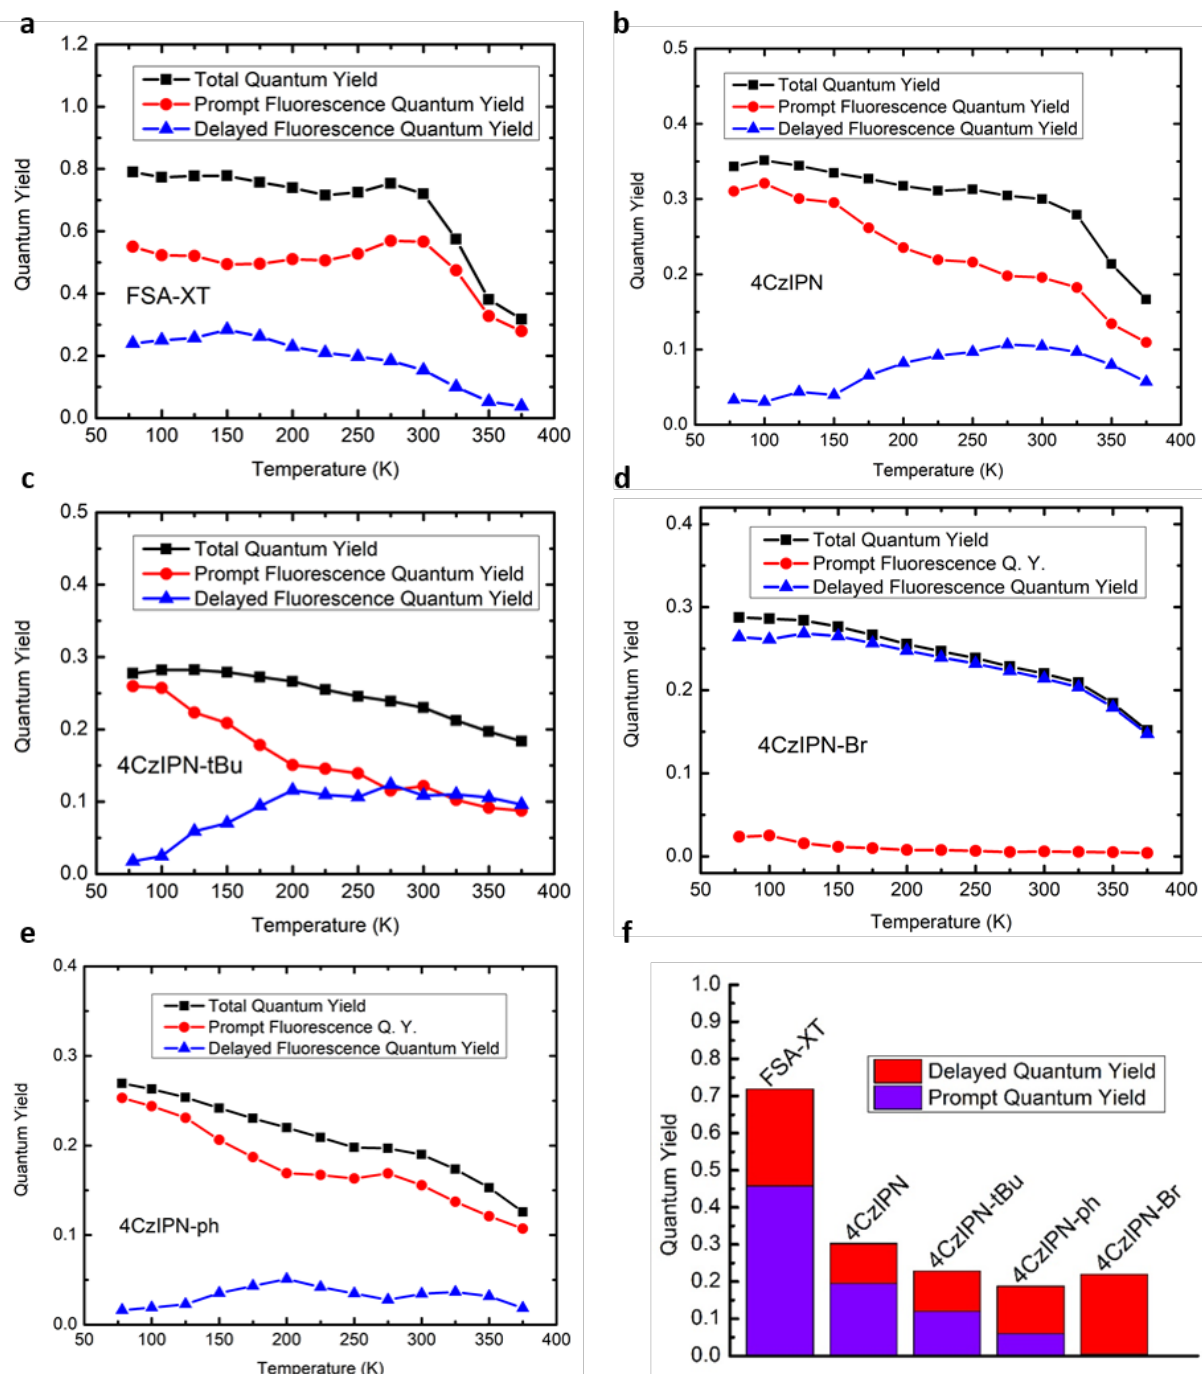 a
1.2
1.0
0.8
0.6
0.4
0.2
0.0
Quantum Yield
Total Quantum Yield
Prompt Fluorescence Quantum Yield
Delayed Fluorescence Quantum Yield
FSA-XT
50 100 150 200 250 300 350 400
Temperature (K)
b
0.5
0.4
0.3
0.2
0.1
0.0
Quantum Yield
Total Quantum Yield
Prompt Fluorescence Quantum Yield
Delayed Fluorescence Quantum Yield
4CzIPN
50 100 150 200 250 300 350 400
Temperature (K)
c
0.5
0.4
0.3
0.2
0.1
0.0
Quantum Yield
Total Quantum Yield
Prompt Fluorescence Quantum Yield
Delayed Fluorescence Quantum Yield
4CzIPN-tBu
50 100 150 200 250 300 350 400
Temperature (K)
d
0.4
0.3
0.2
0.1
0.0
Quantum Yield
Total Quantum Yield
Prompt Fluorescence Q. Y.
Delayed Fluorescence Quantum Yield
4CzIPN-Br
50 100 150 200 250 300 350 400
Temperature (K)
e
0.4
0.3
0.2
0.1
0.0
Quantum Yield
Total Quantum Yield
Prompt Fluorescence Q. Y.
Delayed Fluorescence Quantum Yield
4CzIPN-ph
50 100 150 200 250 300 350 400
Temperature (K)
f
1.0
0.9
0.8
0.7
0.6
0.5
0.4
0.3
0.2
0.1
0.0
Quantum Yield
Delayed Quantum Yield
Prompt Quantum Yield
FSA-XT
4CzIPN
4CzIPN-tBu
4CzIPN-ph
4CzIPN-Br